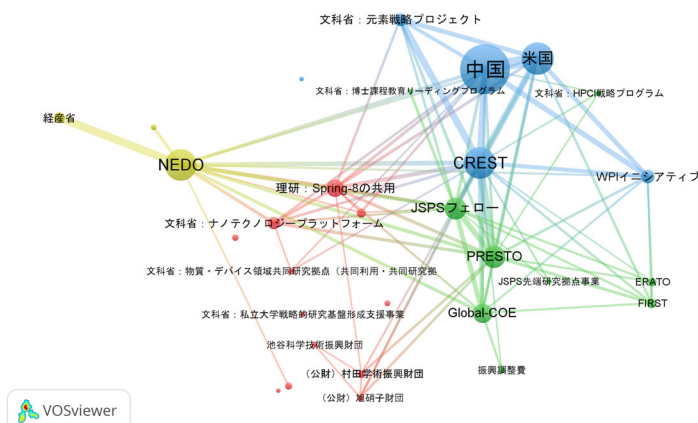 文科省：元素戦略プロジェクト
米国
中国
文科省：博士課程教育リーディングプログラム
文科省：HPCI戦略プログラム
経産省
NEDO
CREST
WPIイニシアティブ
理研：Spring-8の共用
JSPSフェロー
文科省：ナノテクノロジープラットフォーム
PRESTO
文科省：物質・デバイス領域共同研究拠点（共同利用・共同研究拠
JSPS先端研究拠点事業
ERATO
FIRST
文科省：私立大学戦略的研究基盤形成支援事業
Global-COE
池谷科学技術振興財団
（公財）村田学術振興財団
振興調整費
（公財）旭硝子財団
VOSviewer